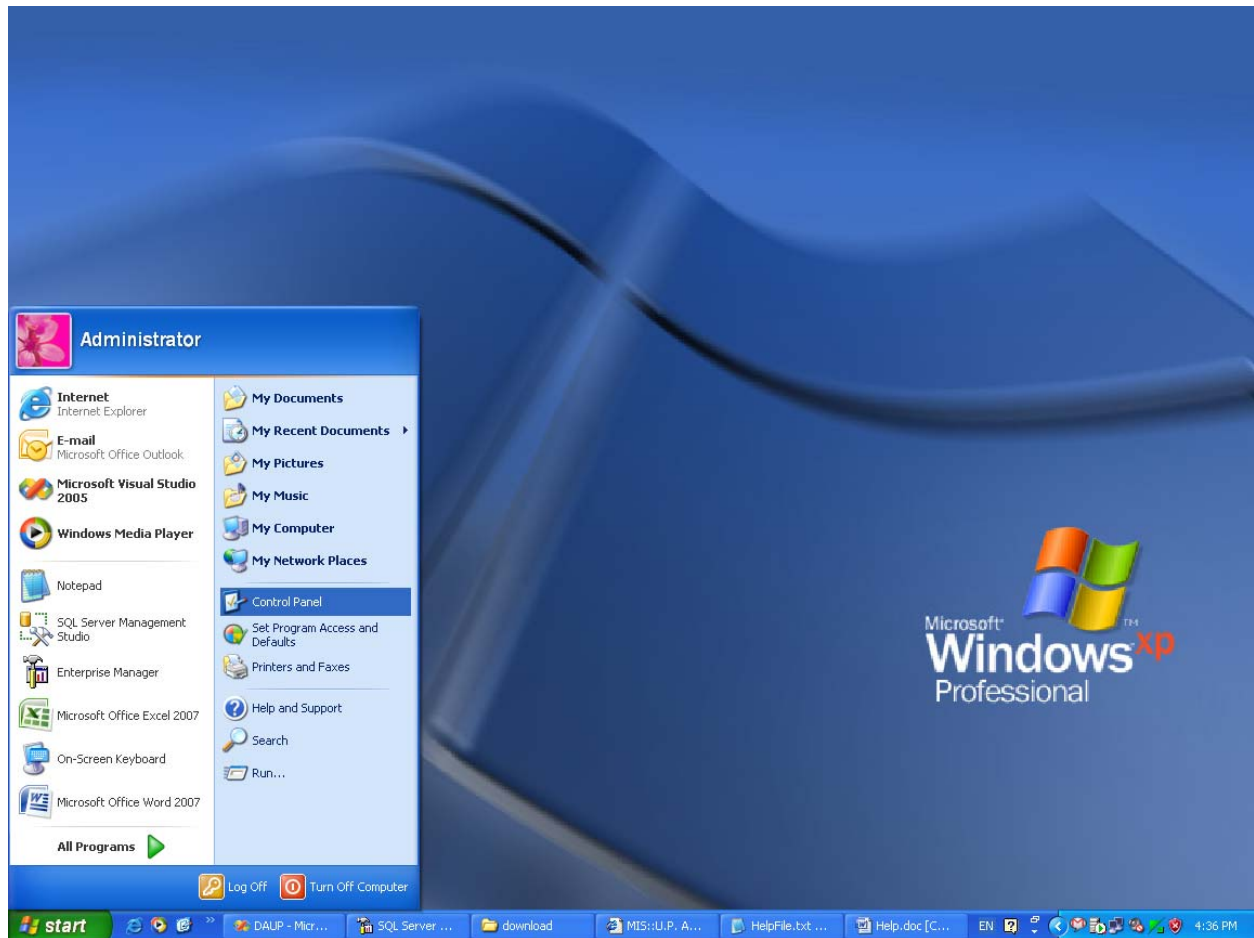 Administrator
Internet
Internet Explorer
E-mail
Microsoft Office Outlook
Microsoft Visual Studio
2005
Windows Media Player
Notepad
SQL Server Management
Studio
Enterprise Manager
Microsoft Office Excel 2007
On-Screen Keyboard
Microsoft Office Word 2007
All Programs
My Documents
My Recent Documents
My Pictures
My Music
My Computer
My Network Places
Control Panel
Set Program Access and
Defaults
Printers and Faxes
Help and Support
Search
Run...
Log Off
Turn Off Computer
Microsoft
Windows xp TM
Professional
start
DAUP - Micr...
SQL Server ...
download
MIS::U.P. A...
HelpFile.txt ...
Help.doc [C...
EN
4:36 PM